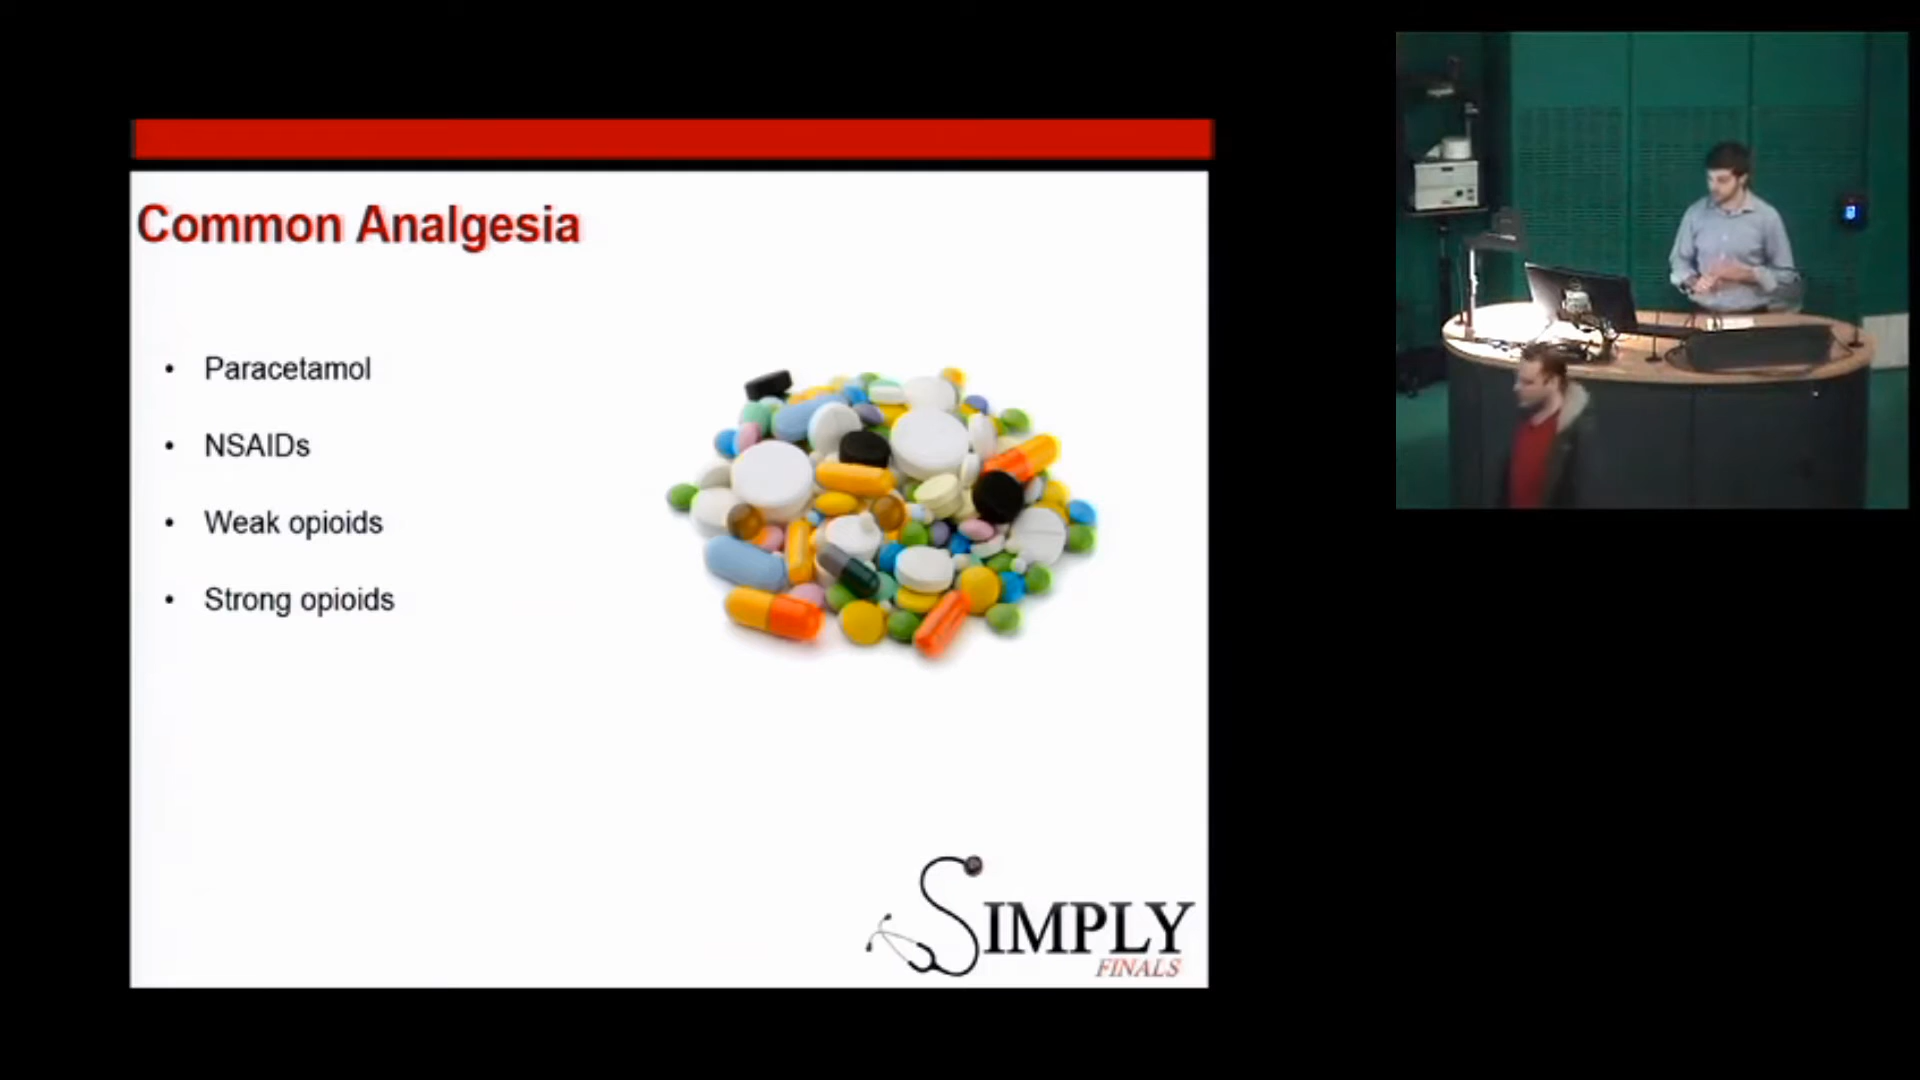 Common Analgesia
• Paracetamol
• NSAIDs
• Weak opioids
• Strong opioids
SIMPLY
FINALS